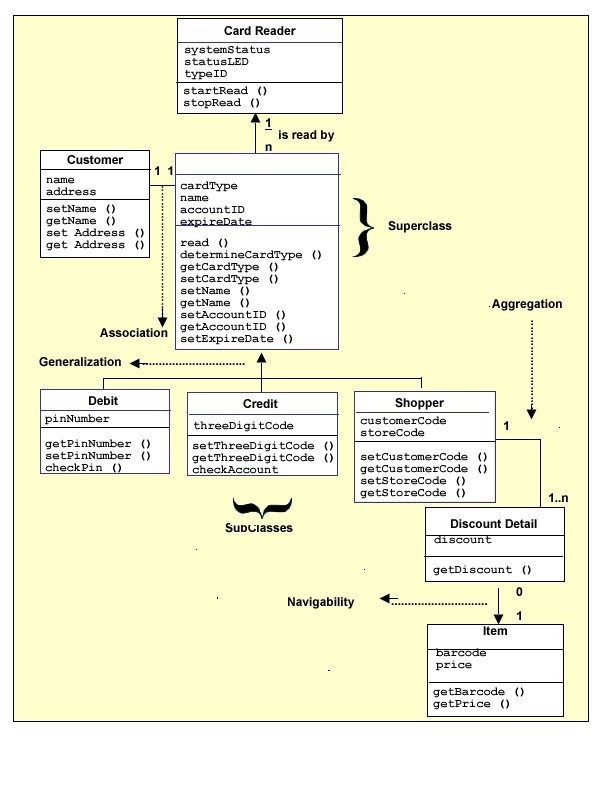 Card Reader
systemStatus
statusLED
typeID
startRead ()
stopRead ()
1
is read by
n
Customer
name
address
setName ()
getName ()
set Address ()
get Address ()
1 1
cardType
name
accountID
expireDate
read ()
determineCardType ()
getCardType ()
setCardType ()
setName ()
getName ()
setAccountID ()
getAccountID ()
setExpireDate ()
Superclass
Aggregation
Association
Generalization
Debit
pinNumber
getPinNumber ()
setPinNumber ()
checkPin ()
Credit
threeDigitCode
setThreeDigitCode ()
getThreeDigitCode ()
checkAccount
Shopper
customerCode
storeCode
setCustomerCode ()
getCustomerCode ()
setStoreCode ()
getStoreCode ()
1
1..n
SubClasses
Discount Detail
discount
getDiscount ()
Navigability
0
1
Item
barcode
price
getBarcode ()
getPrice ()